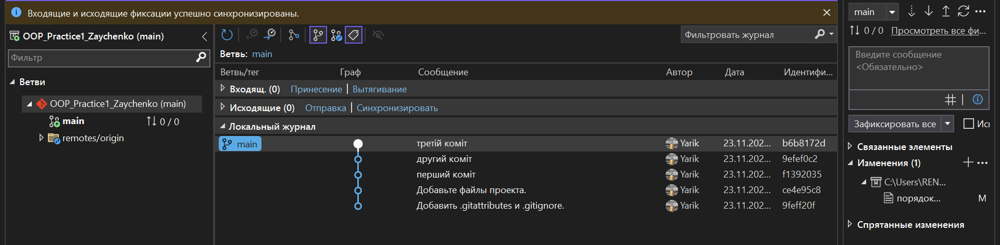 Входящие и исходящие фиксации успешно синхронизированы.
OOP_Practice1_Zaychenko (main)
Фильтр
Ветви
OOP_Practice1_Zaychenko (main)
main 0 / 0
remotes/origin
Фильтровать журнал
Ветвь: main
Ветвь/тег Граф Сообщение Автор Дата Идентифи...
Входящ. (0) Принесение | Вытягивание
Исходящие (0) Отправка | Синхронизировать
Локальный журнал
main третій коміт Yarik 23.11.202... b6b8172d
другий коміт Yarik 23.11.202... 9efef0c2
перший коміт Yarik 23.11.202... f1392035
Добавьте файлы проекта. Yarik 23.11.202... ce4e95c8
Добавить .gitattributes и .gitignore. Yarik 23.11.202... 9feff20f
main
0 / 0 Просмотреть все фи...
Введите сообщение
<Обязательно>
Зафиксировать все
Связанные элементы
Изменения (1)
C:\Users\REN...
порядок... M
Спрятанные изменения